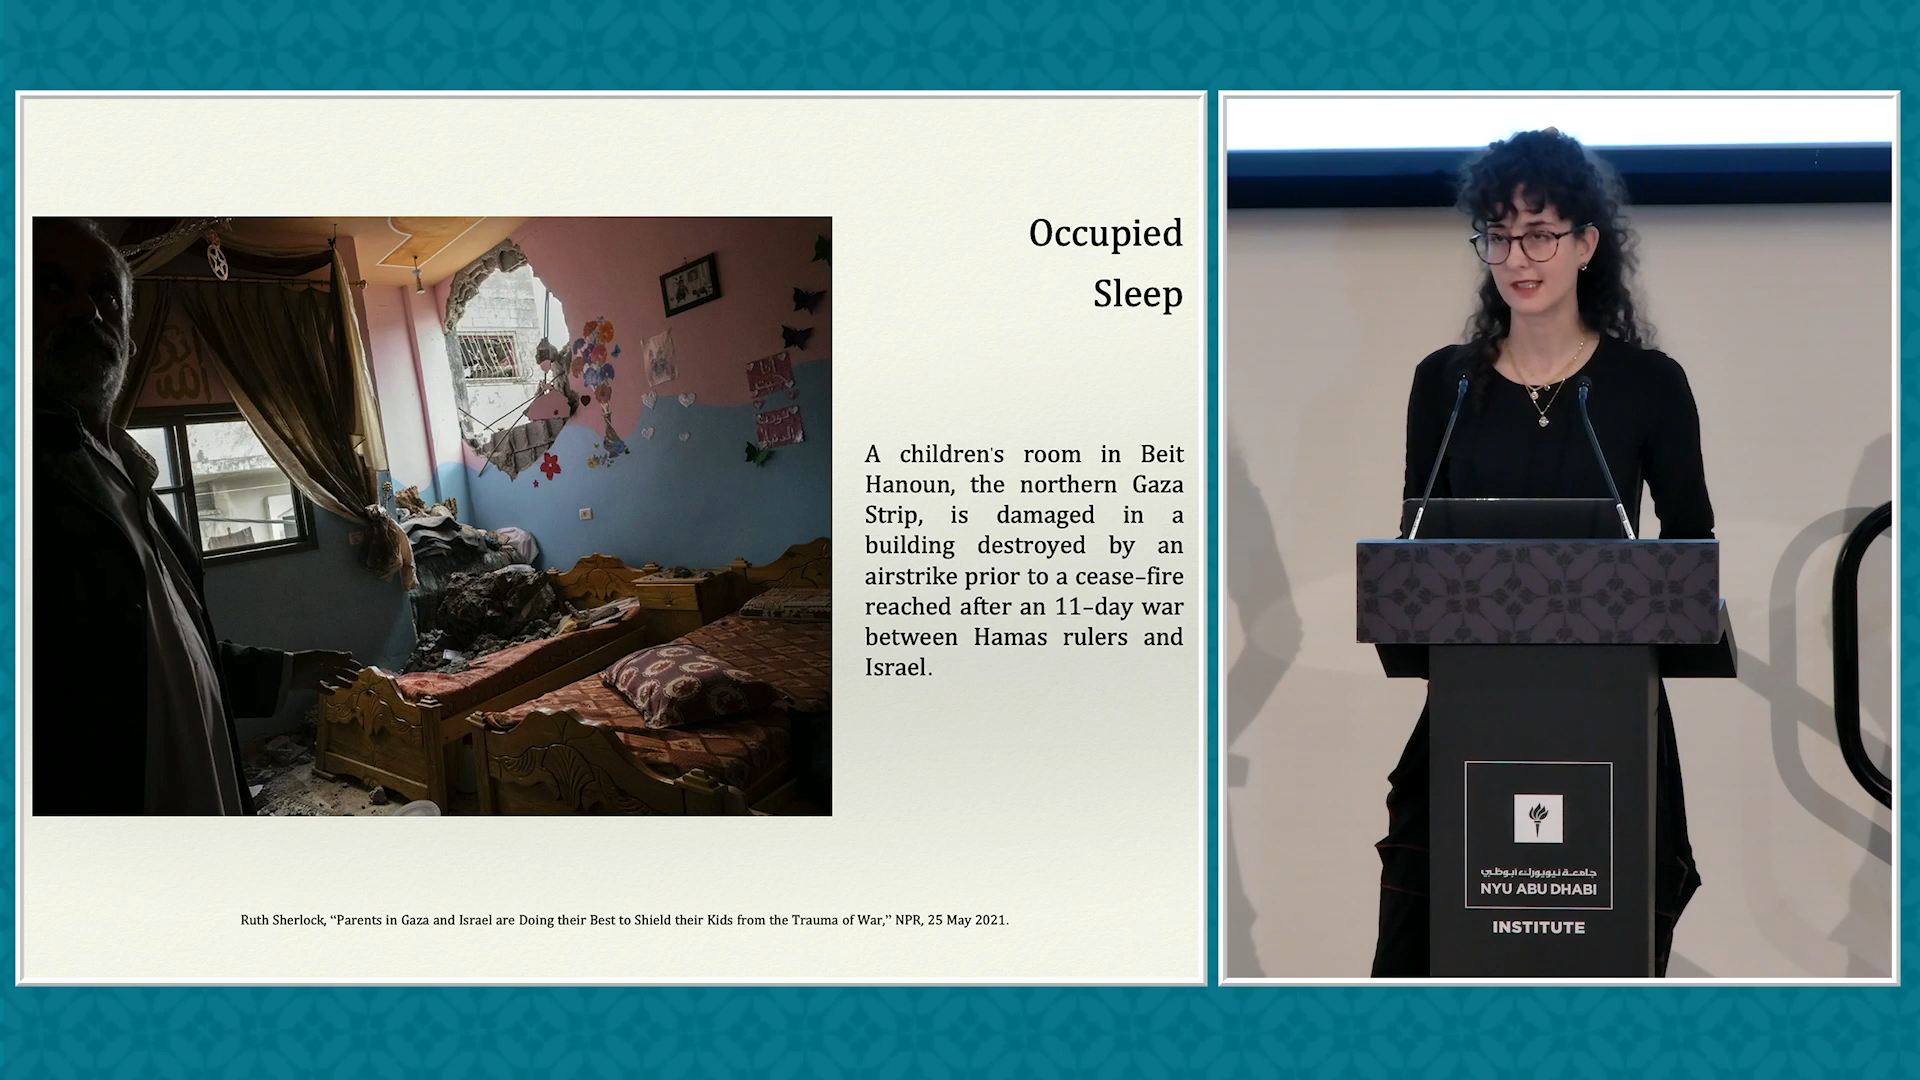 Occupied
Sleep
A children's room in Beit
Hanoun, the northern Gaza
Strip, is damaged in a
building destroyed by an
airstrike prior to a cease-fire
reached after an 11-day war
between Hamas rulers and
Israel.
Ruth Sherlock, “Parents in Gaza and Israel are Doing their Best to Shield their Kids from the Trauma of War,” NPR, 25 May 2021.
جامعة نيويورك أبوظبي
NYU ABU DHABI
INSTITUTE